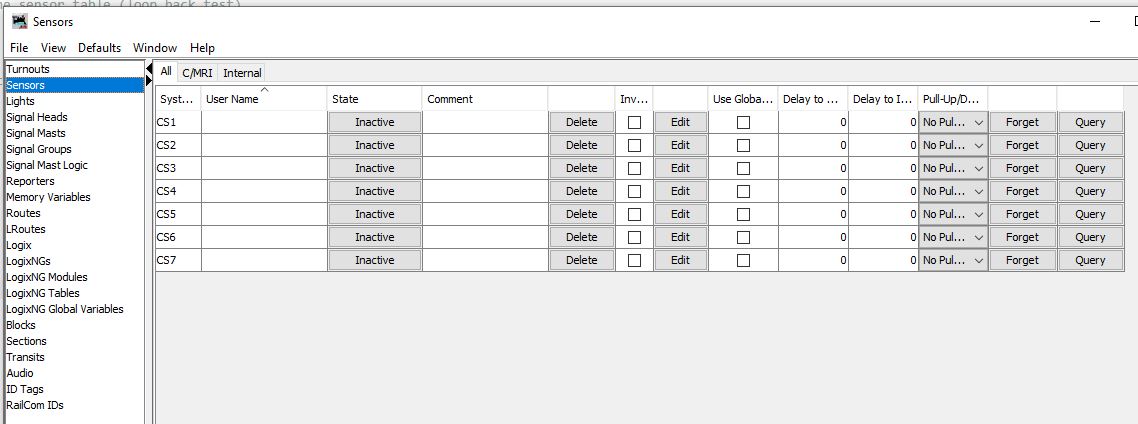 ne sensor table (loop back test)
Sensors
File View Defaults Window Help
Turnouts
Sensors
Lights
Signal Heads
Signal Masts
Signal Groups
Signal Mast Logic
Reporters
Memory Variables
Routes
LRoutes
Logix
LogixNGs
LogixNG Modules
LogixNG Tables
LogixNG Global Variables
Blocks
Sections
Transits
Audio
ID Tags
RailCom IDs
All C/MRI Internal
Syst... User Name State Comment Inv... Use Globa... Delay to ... Delay to I... Pull-Up/D...
CS1 Inactive Delete Edit 0 0 No Pul... Forget Query
CS2 Inactive Delete Edit 0 0 No Pul... Forget Query
CS3 Inactive Delete Edit 0 0 No Pul... Forget Query
CS4 Inactive Delete Edit 0 0 No Pul... Forget Query
CS5 Inactive Delete Edit 0 0 No Pul... Forget Query
CS6 Inactive Delete Edit 0 0 No Pul... Forget Query
CS7 Inactive Delete Edit 0 0 No Pul... Forget Query